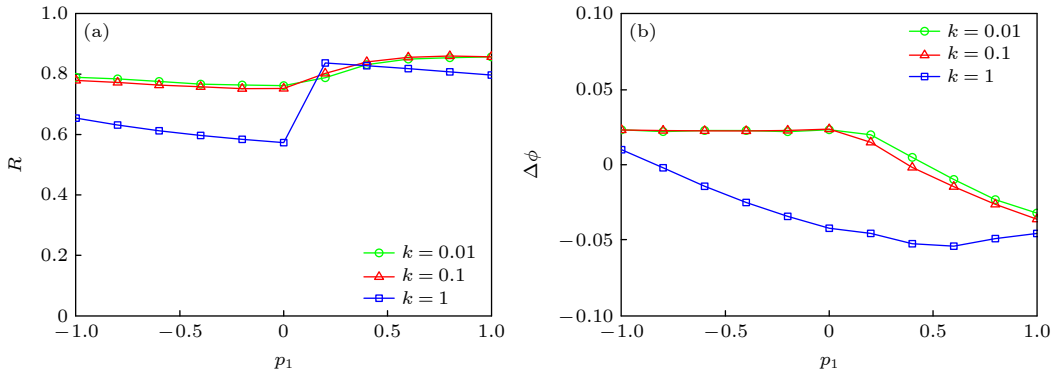 1.0
(a)
0.8
0.6
R
0.4
0.2
k = 0.01
k = 0.1
k = 1
0
−1.0 −0.5 0 0.5 1.0
p1
0.10
(b)
k = 0.01
k = 0.1
k = 1
0.05
0
Δϕ
−0.05
−0.10
−1.0 −0.5 0 0.5 1.0
p1